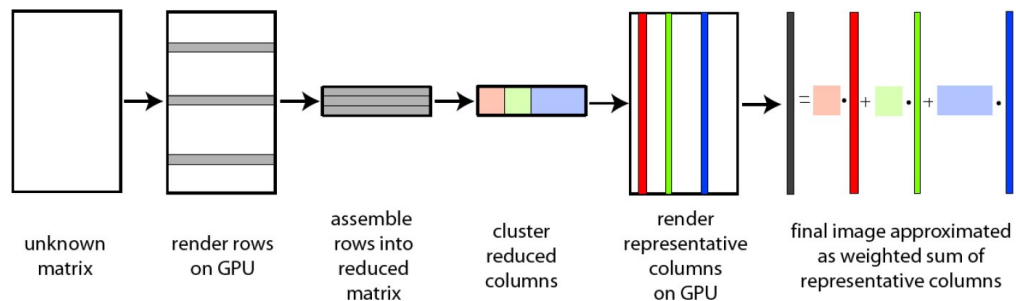 unknown
matrix
render rows
on GPU
assemble
rows into
reduced
matrix
cluster
reduced
columns
render
representative
columns
on GPU
= • + • + •
final image approximated
as weighted sum of
representative columns